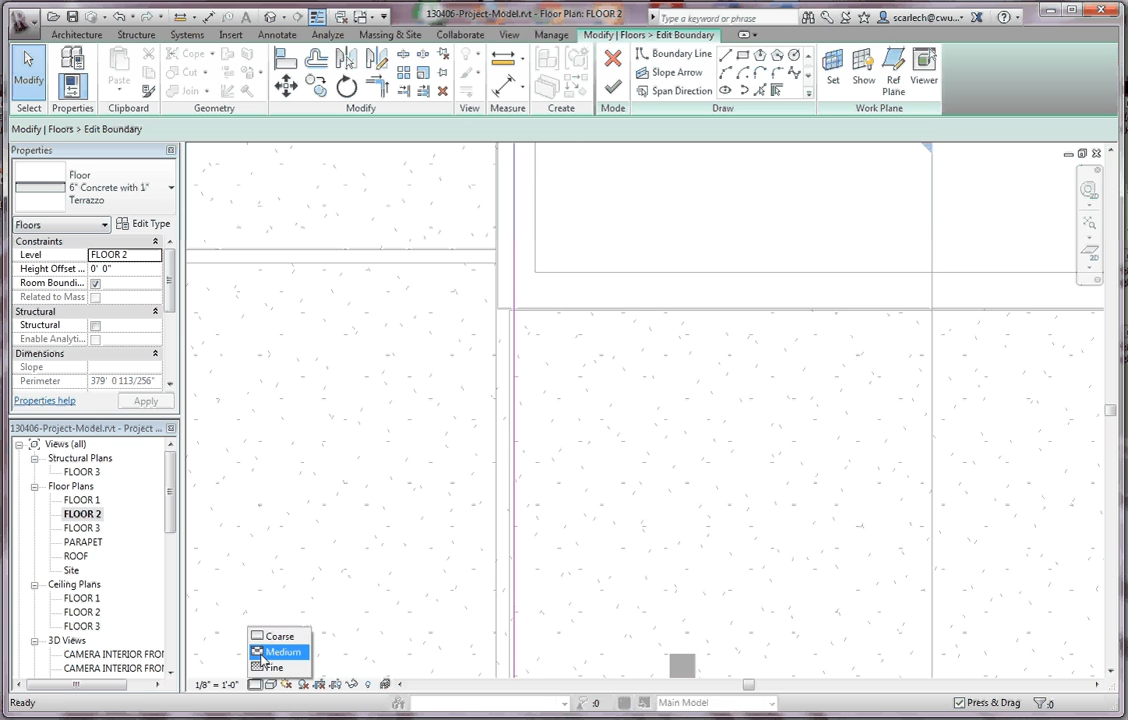 130406-Project-Model.rvt - Floor Plan: FLOOR 2
Type a keyword or phrase
scarlech@cwu...
Architecture Structure Systems Insert Annotate Analyze Massing & Site Collaborate View Manage Modify | Floors > Edit Boundary
Modify
Paste
Cope
Cut
Join
Boundary Line
Slope Arrow
Span Direction
Set
Show
Ref Plane
Viewer
Select Properties Clipboard Geometry Modify View Measure Create Mode Draw Work Plane
Modify | Floors > Edit Boundary
Properties
Floor
6" Concrete with 1"
Terrazzo
Floors
Edit Type
Constraints
Level FLOOR 2
Height Offset ... 0' 0"
Room Boundi...
Related to Mass
Structural
Structural
Enable Analyti...
Dimensions
Slope
Perimeter 379' 0 113/256"
Properties help
Apply
130406-Project-Model.rvt - Project ...
Views (all)
Structural Plans
FLOOR 3
Floor Plans
FLOOR 1
FLOOR 2
FLOOR 3
PARAPET
ROOF
Site
Ceiling Plans
FLOOR 1
FLOOR 2
FLOOR 3
3D Views
CAMERA INTERIOR FRO
CAMERA INTERIOR FRO
2D
2D
Coarse
Medium
Fine
1/8" = 1'-0"
Ready
:0
Main Model
Press & Drag
:0